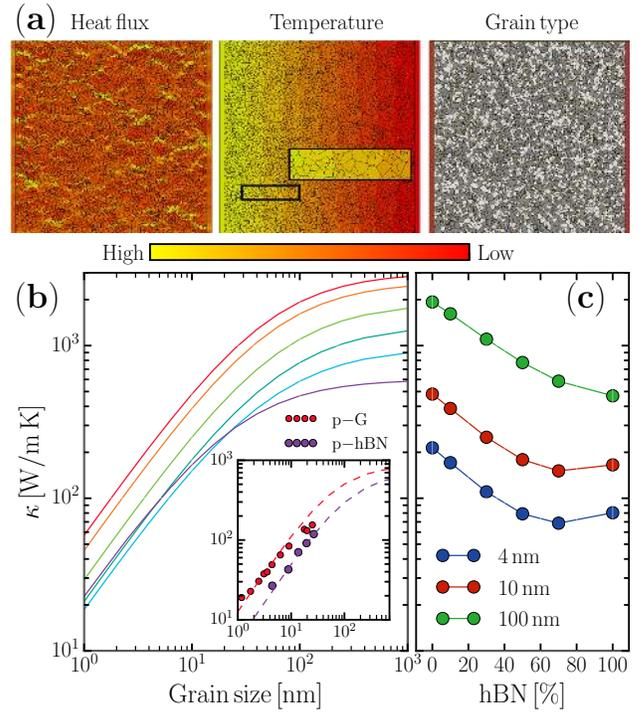 (a)
Heat flux
Temperature
Grain type
High
Low
(b)
(c)
10³
10²
10¹
κ [W/m K]
p−G
p−hBN
10³
10²
10¹
10⁰
10¹
10²
4 nm
10 nm
100 nm
10⁰
10¹
10²
10³
0
20
40
60
80
100
Grain size [nm]
hBN [%]